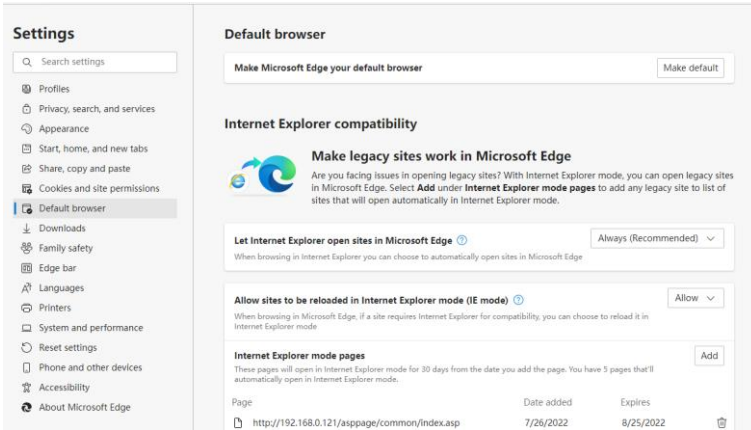 Settings
Search settings
Profiles
Privacy, search, and services
Appearance
Start, home, and new tabs
Share, copy and paste
Cookies and site permissions
Default browser
Downloads
Family safety
Edge bar
Languages
Printers
System and performance
Reset settings
Phone and other devices
Accessibility
About Microsoft Edge
Default browser
Make Microsoft Edge your default browser
Make default
Internet Explorer compatibility
Make legacy sites work in Microsoft Edge
Are you facing issues in opening legacy sites? With Internet Explorer mode, you can open legacy sites
in Microsoft Edge. Select Add under Internet Explorer mode pages to add any legacy site to list of
sites that will open automatically in Internet Explorer mode.
Let Internet Explorer open sites in Microsoft Edge
Always (Recommended)
When browsing in Internet Explorer you can choose to automatically open sites in Microsoft Edge
Allow sites to be reloaded in Internet Explorer mode (IE mode)
Allow
When browsing in Microsoft Edge, if a site requires Internet Explorer for compatibility, you can choose to reload it in
Internet Explorer mode
Internet Explorer mode pages
Add
These pages will open in Internet Explorer mode for 30 days from the date you add the page. You have 5 pages that'll
automatically open in Internet Explorer mode.
Page Date added Expires
http://192.168.0.121/asppage/common/index.asp 7/26/2022 8/25/2022